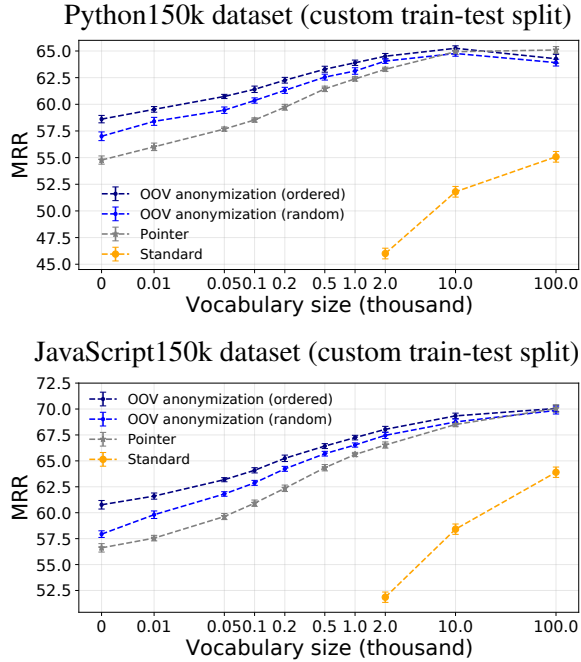 Python150k dataset (custom train-test split)
65.0
62.5
60.0
57.5
55.0
52.5
50.0
47.5
45.0
MRR
OOV anonymization (ordered)
OOV anonymization (random)
Pointer
Standard
0 0.01 0.05 0.1 0.2 0.5 1.0 2.0 10.0 100.0
Vocabulary size (thousand)
JavaScript150k dataset (custom train-test split)
72.5
70.0
67.5
65.0
62.5
60.0
57.5
55.0
52.5
MRR
OOV anonymization (ordered)
OOV anonymization (random)
Pointer
Standard
0 0.01 0.05 0.1 0.2 0.5 1.0 2.0 10.0 100.0
Vocabulary size (thousand)